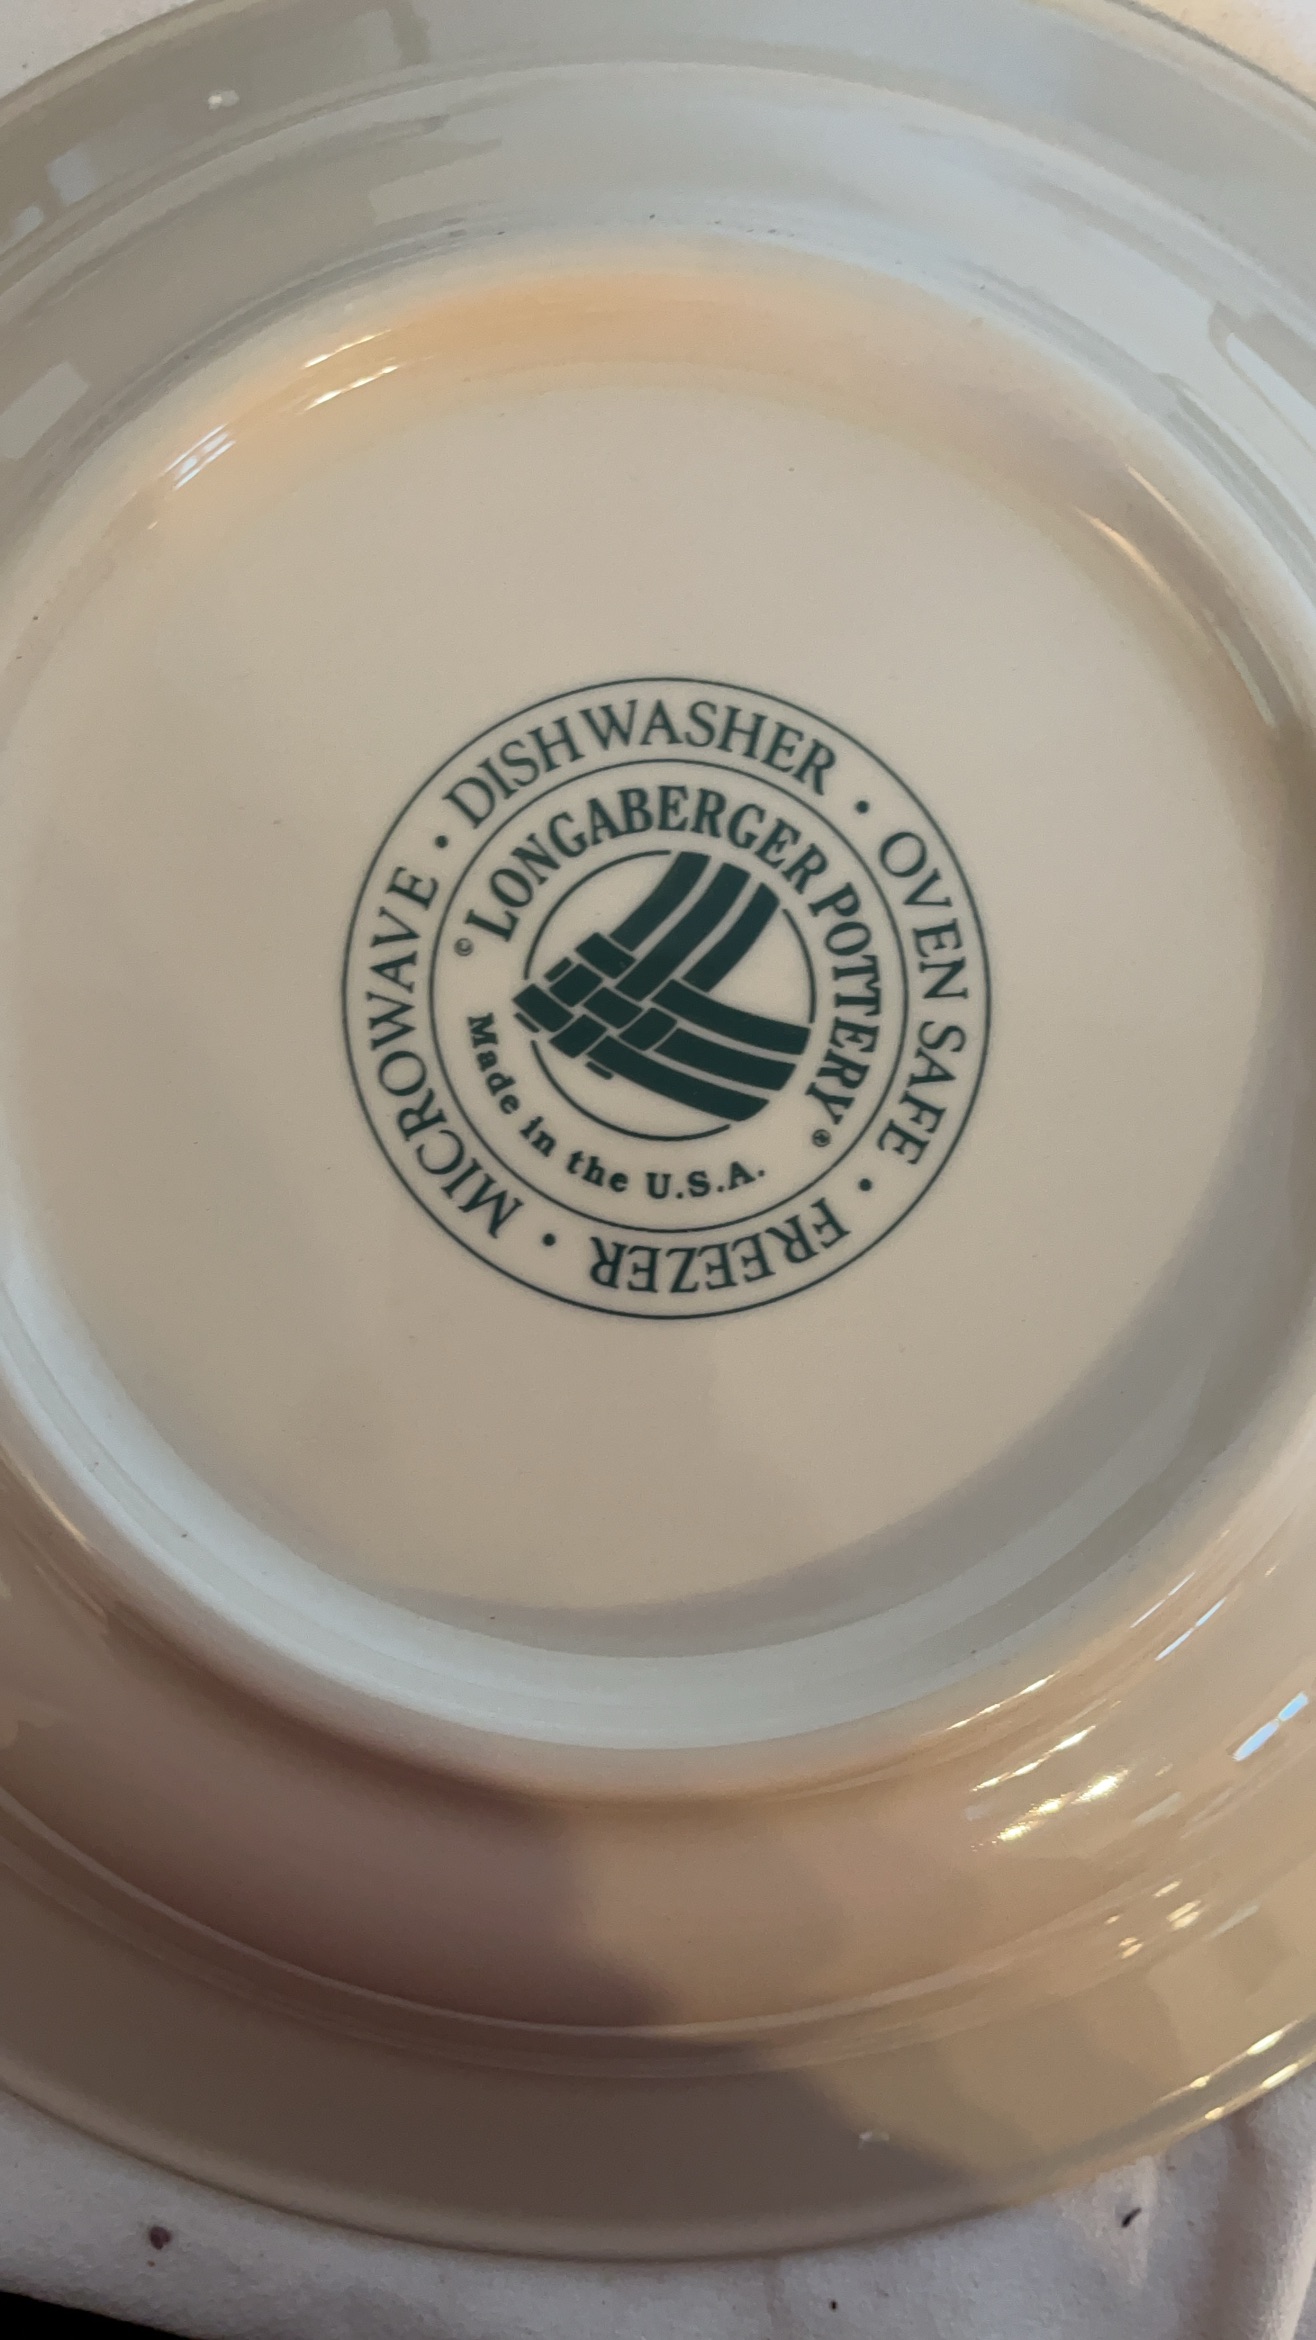 MICROWAVE • DISHWASHER • OVEN SAFE • FREEZER •
© LONGABERGER POTTERY ®
Made in the U.S.A.